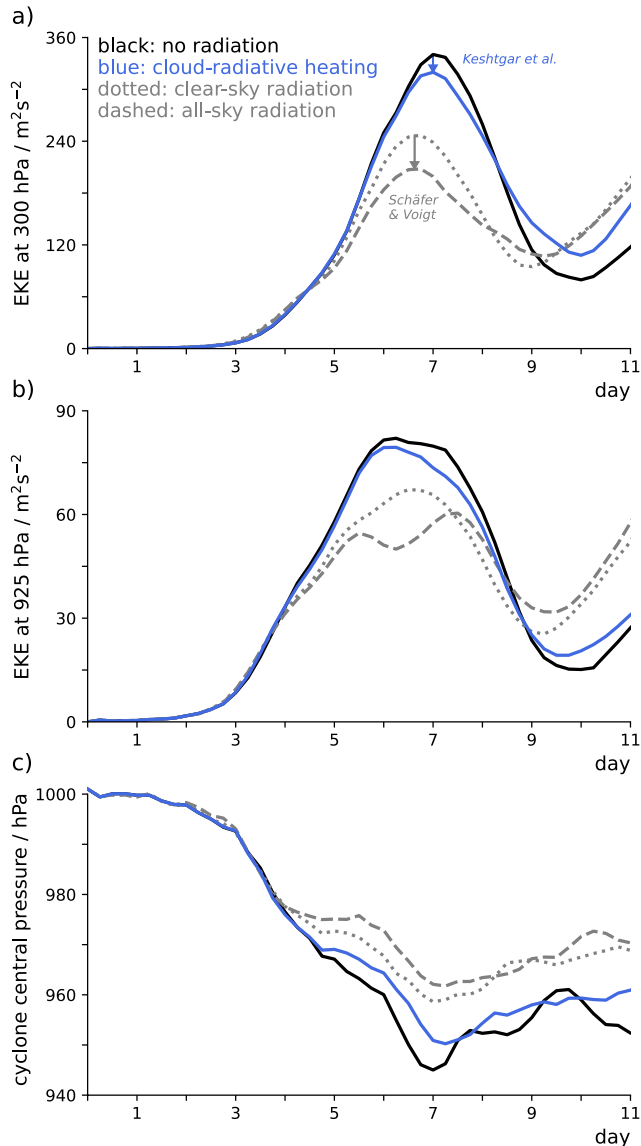 a)
360
240
120
0
EKE at 300 hPa / m²s⁻²
black: no radiation
blue: cloud-radiative heating
dotted: clear-sky radiation
dashed: all-sky radiation
Keshtgar et al.
Schäfer
& Voigt
1 3 5 7 9 11
day
b)
90
60
30
0
EKE at 925 hPa / m²s⁻²
1 3 5 7 9 11
day
c)
1000
980
960
940
cyclone central pressure / hPa
1 3 5 7 9 11
day